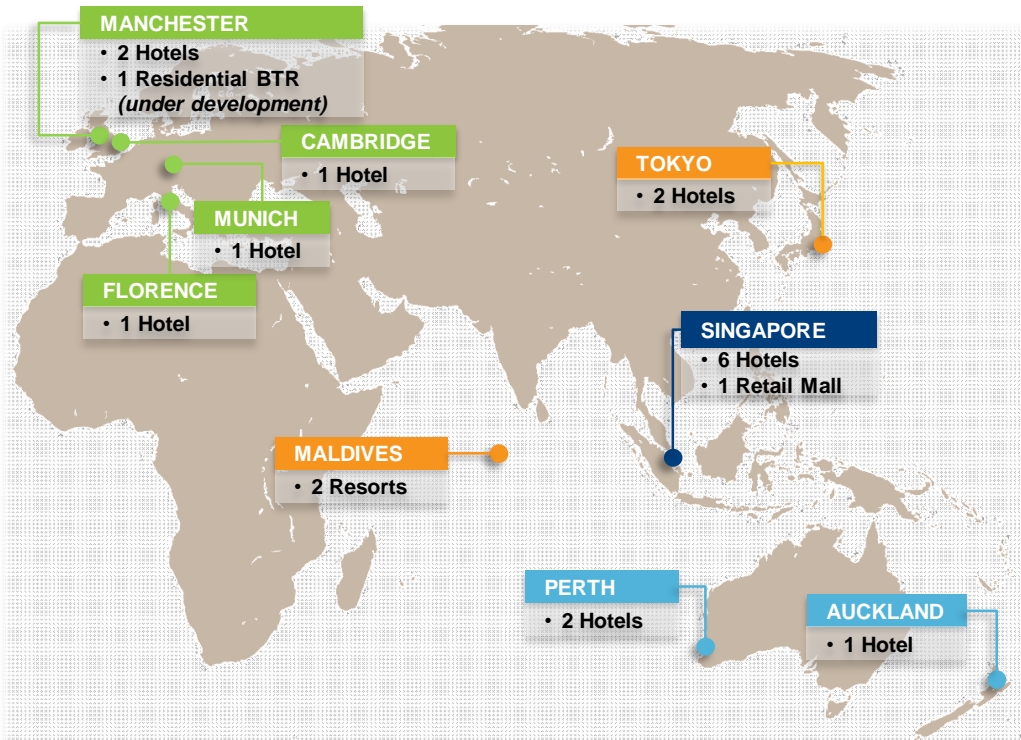 MANCHESTER
• 2 Hotels
• 1 Residential BTR
(under development)
CAMBRIDGE
• 1 Hotel
MUNICH
• 1 Hotel
FLORENCE
• 1 Hotel
TOKYO
• 2 Hotels
SINGAPORE
• 6 Hotels
• 1 Retail Mall
MALDIVES
• 2 Resorts
PERTH
• 2 Hotels
AUCKLAND
• 1 Hotel